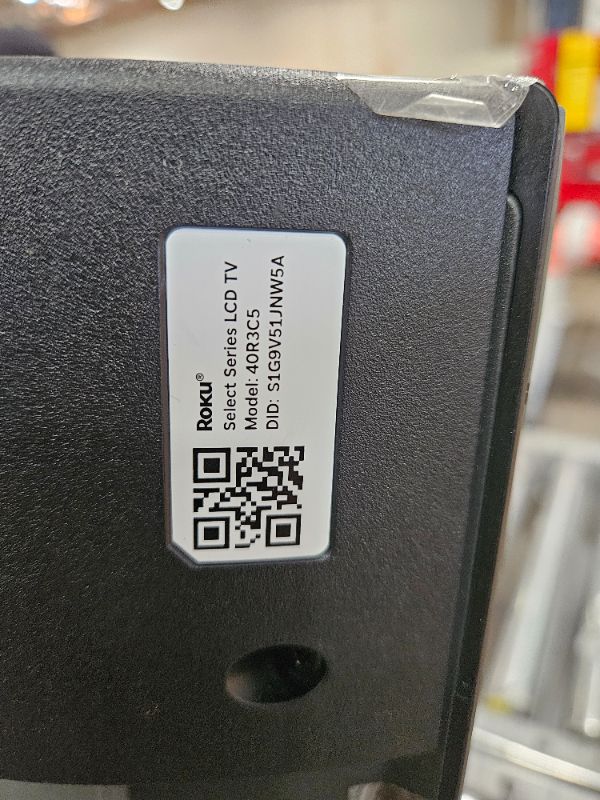 Roku®
Select Series LCD TV
Model: 40R3C5
DID: S1G9V51JNW5A